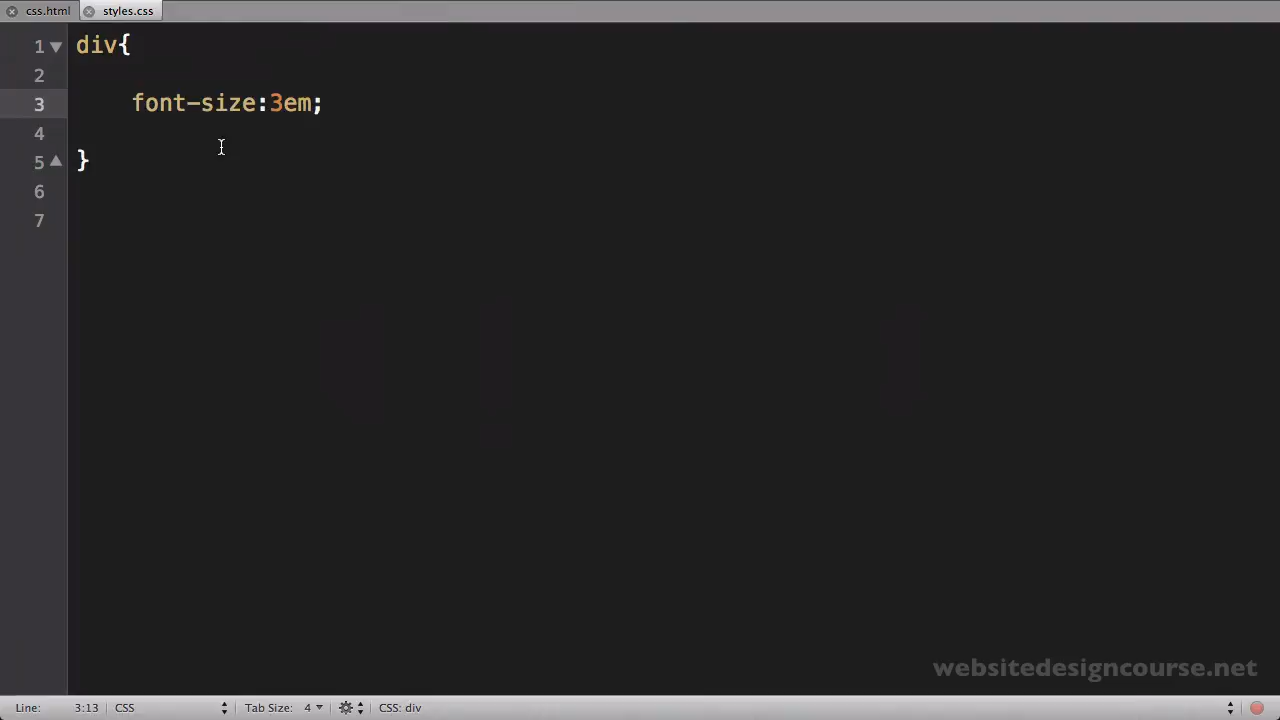 css.html styles.css
1 div{
2
3 font-size:3em;
4
5 }
6
7
websitedesigncourse.net
Line: 3:13 CSS Tab Size: 4 CSS: div